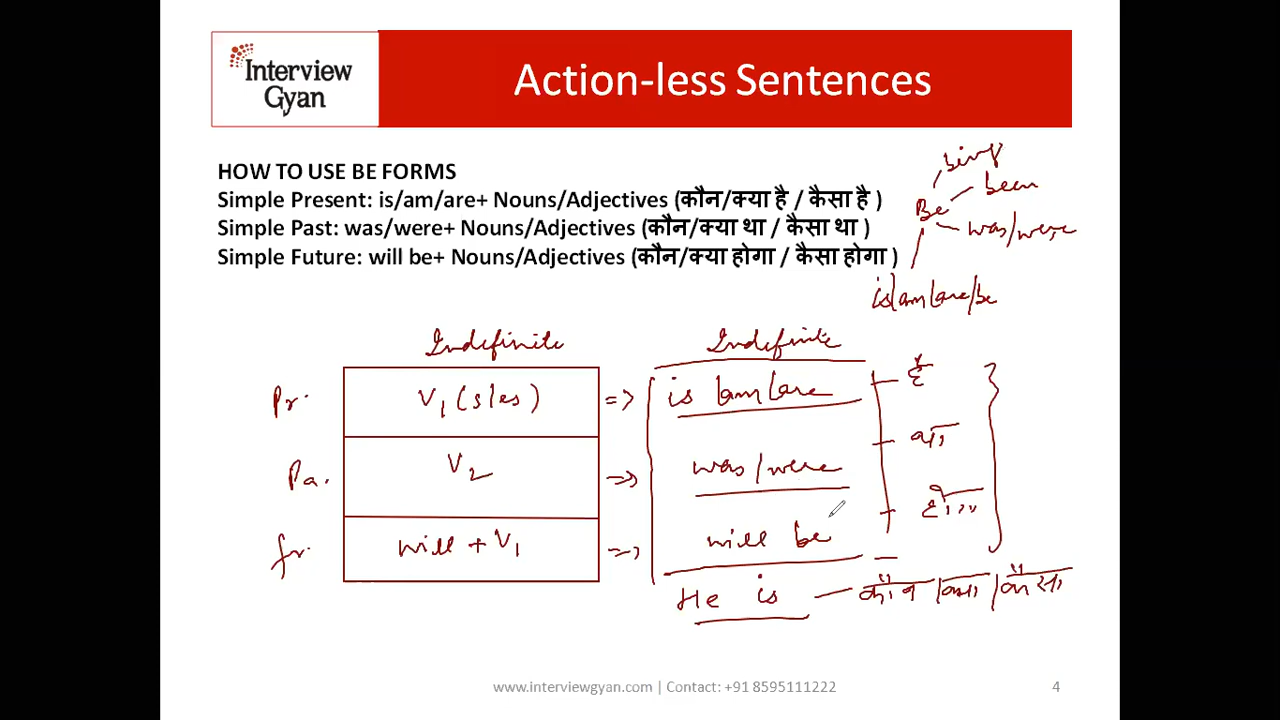 Interview
Gyan
Action-less Sentences
HOW TO USE BE FORMS
Simple Present: is/am/are+ Nouns/Adjectives (कौन/क्या है / कैसा है )
Simple Past: was/were+ Nouns/Adjectives (कौन/क्या था / कैसा था )
Simple Future: will be+ Nouns/Adjectives (कौन/क्या होगा / कैसा होगा )
being
been
Be
was/were
is/am/are/be
Indefinite Indefinite
Pr. V1 (s/es) => is/am/are - है
Pa. V2 => was/were - था
fr. will + V1 => will be - होगा
He is - कौन/क्या/कैसा
www.interviewgyan.com | Contact: +91 8595111222 4